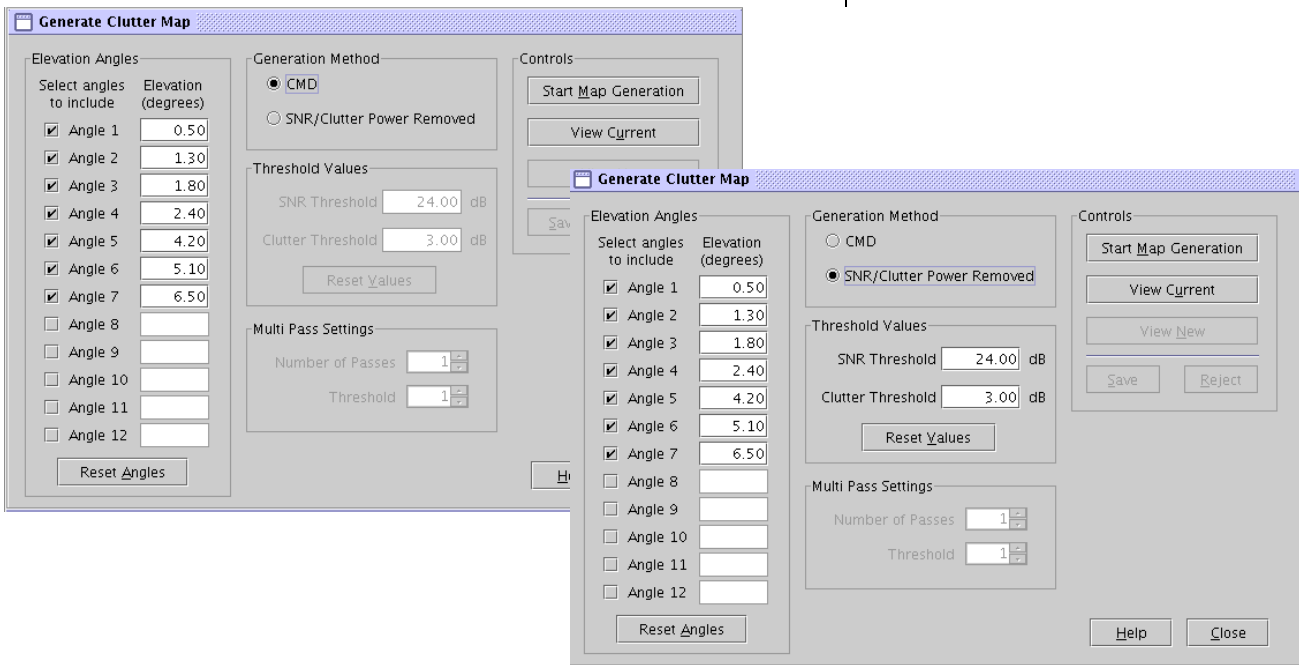 Generate Clutter Map
Elevation Angles
Select angles to include
Elevation (degrees)
Angle 1 0.50
Angle 2 1.30
Angle 3 1.80
Angle 4 2.40
Angle 5 4.20
Angle 6 5.10
Angle 7 6.50
Angle 8
Angle 9
Angle 10
Angle 11
Angle 12
Reset Angles
Generation Method
CMD
SNR/Clutter Power Removed
Threshold Values
SNR Threshold 24.00 dB
Clutter Threshold 3.00 dB
Reset Values
Multi Pass Settings
Number of Passes 1
Threshold 1
Controls
Start Map Generation
View Current
Generate Clutter Map
Elevation Angles
Select angles to include
Elevation (degrees)
Angle 1 0.50
Angle 2 1.30
Angle 3 1.80
Angle 4 2.40
Angle 5 4.20
Angle 6 5.10
Angle 7 6.50
Angle 8
Angle 9
Angle 10
Angle 11
Angle 12
Reset Angles
Generation Method
CMD
SNR/Clutter Power Removed
Threshold Values
SNR Threshold 24.00 dB
Clutter Threshold 3.00 dB
Reset Values
Multi Pass Settings
Number of Passes 1
Threshold 1
Controls
Start Map Generation
View Current
View New
Save Reject
Help Close